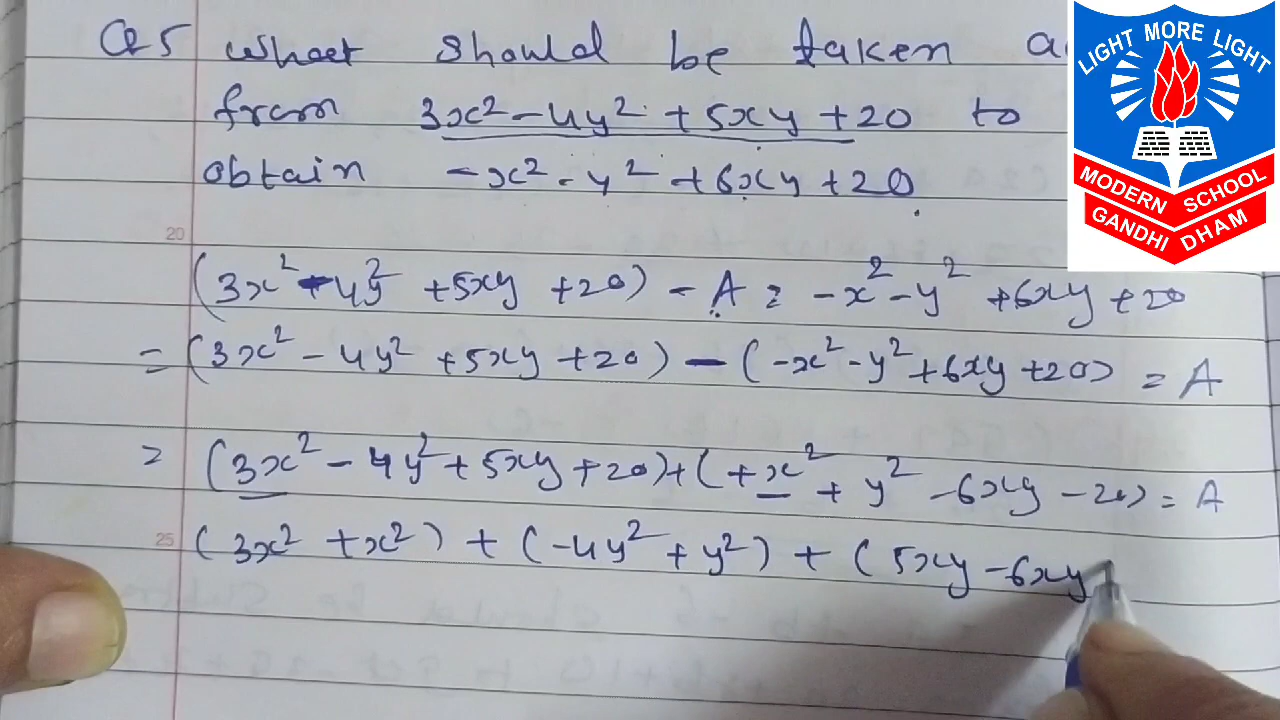 Q5 What should be taken a
from 3x² - 4y² + 5xy + 20 to
obtain -x² - y² + 6xy + 20.
20
(3x² - 4y² + 5xy + 20) - A = -x² - y² + 6xy + 20
= (3x² - 4y² + 5xy + 20) - (-x² - y² + 6xy + 20) = A
= (3x² - 4y² + 5xy + 20) + (+x² + y² - 6xy - 20) = A
25 (3x² + x²) + (-4y² + y²) + (5xy - 6xy
LIGHT MORE LIGHT
MODERN SCHOOL
GANDHI DHAM